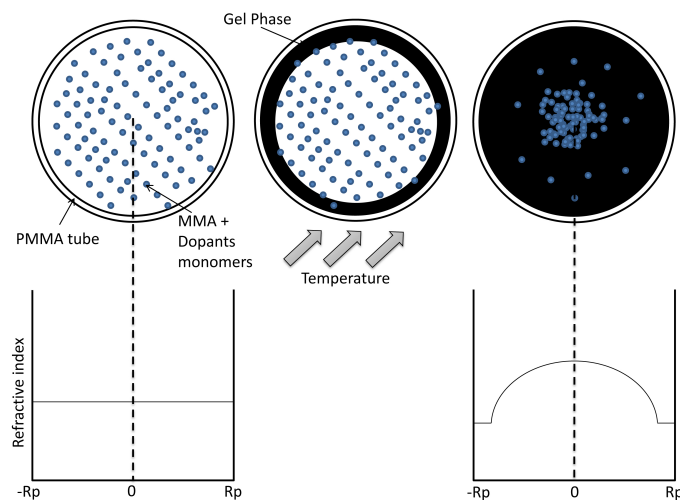 Gel Phase
PMMA tube
MMA +
Dopants
monomers
Temperature
Refractive index
-Rp
0
Rp
-Rp
0
Rp